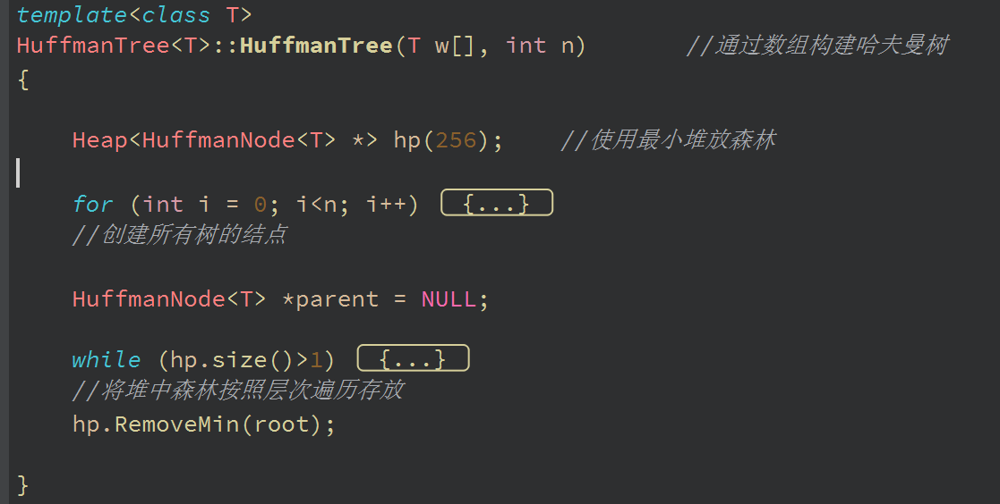 template<class T>
HuffmanTree<T>::HuffmanTree(T w[], int n) //通过数组构建哈夫曼树
{
Heap<HuffmanNode<T> *> hp(256); //使用最小堆放森林
for (int i = 0; i<n; i++) {...}
//创建所有树的结点
HuffmanNode<T> *parent = NULL;
while (hp.size()>1) {...}
//将堆中森林按照层次遍历存放
hp.RemoveMin(root);
}